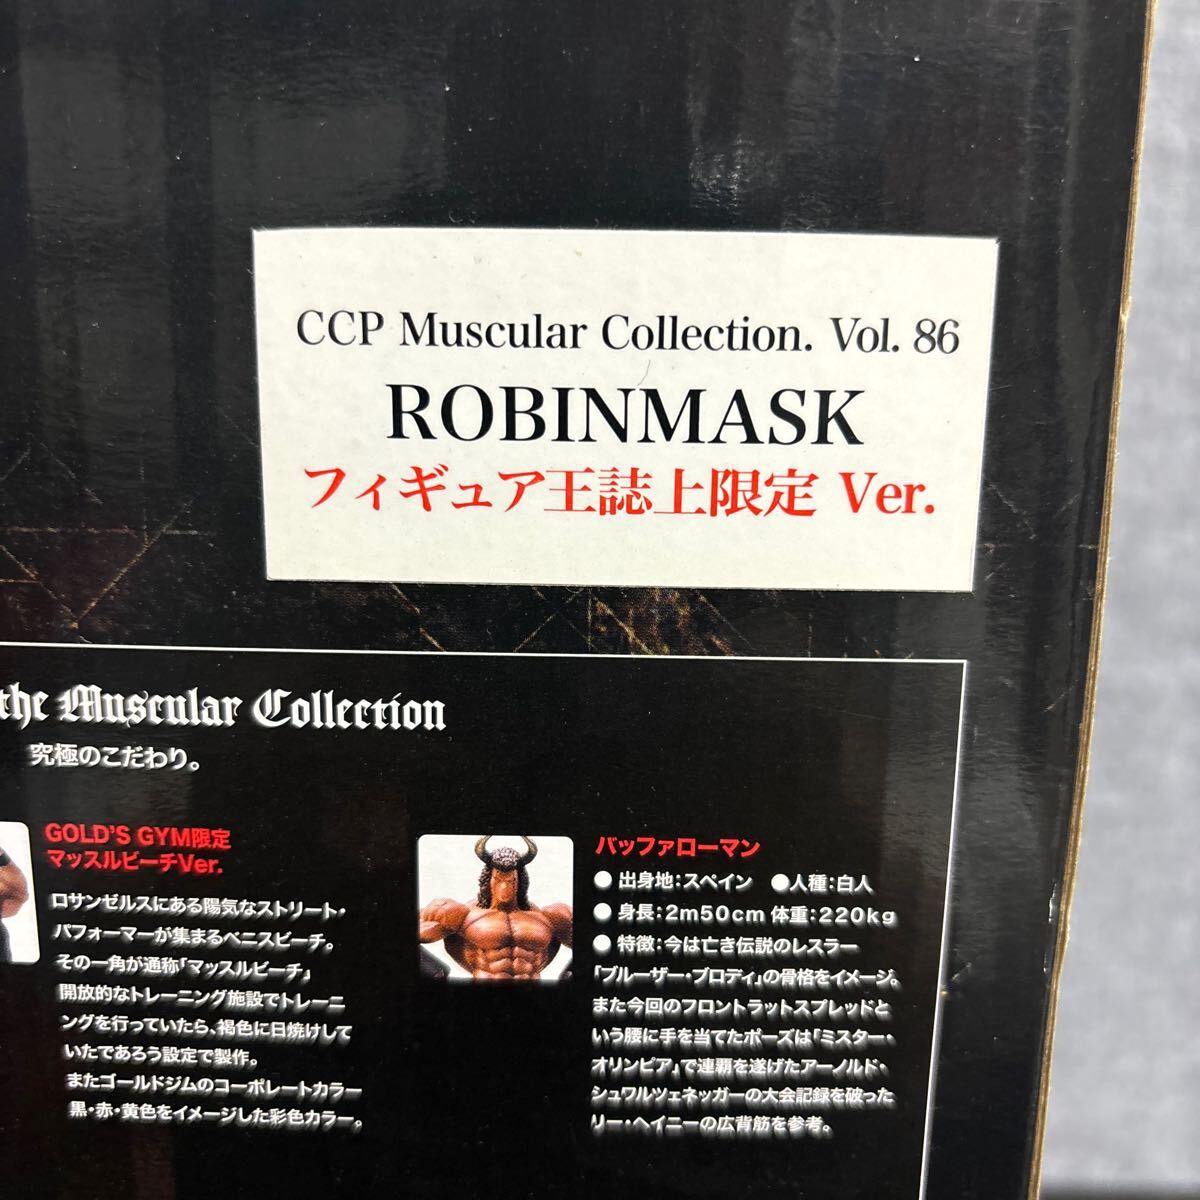 CCP Muscular Collection. Vol. 86
ROBINMASK
フィギュア王誌上限定 Ver.
the Muscular Collection
究極のこだわり。
GOLD'S GYM限定
マッスルビーチVer.
ロサンゼルスにある陽気なストリート・
パフォーマーが集まるベニスビーチ。
その一角が通称「マッスルビーチ」
開放的なトレーニング施設でトレーニ
ングを行っていたら、褐色に日焼けして
いたであろう設定で製作。
またゴールドジムのコーポレートカラー
黒・赤・黄色をイメージした彩色カラー。
バッファローマン
● 出身地：スペイン ●人種：白人
● 身長：2m50cm 体重：220kg
● 特徴：今は亡き伝説のレスラー
「ブルーザー・ブロディ」の骨格をイメージ。
また今回のフロントラットスプレッドと
いう腰に手を当てたポーズは「ミスター・
オリンピア」で連覇を遂げたアーノルド・
シュワルツェネッガーの大会記録を破った
リー・ヘイニーの広背筋を参考。